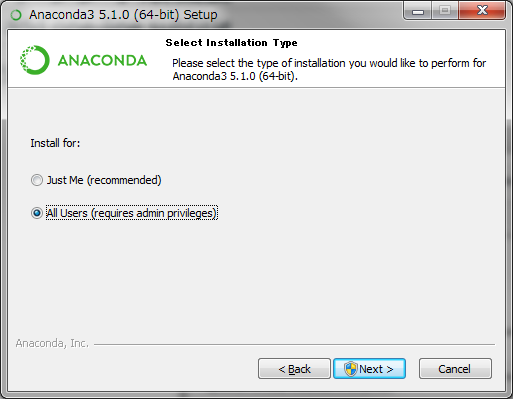 Anaconda3 5.1.0 (64-bit) Setup
ANACONDA
Select Installation Type
Please select the type of installation you would like to perform for
Anaconda3 5.1.0 (64-bit).
Install for:
Just Me (recommended)
All Users (requires admin privileges)
Anaconda, Inc.
< Back
Next >
Cancel